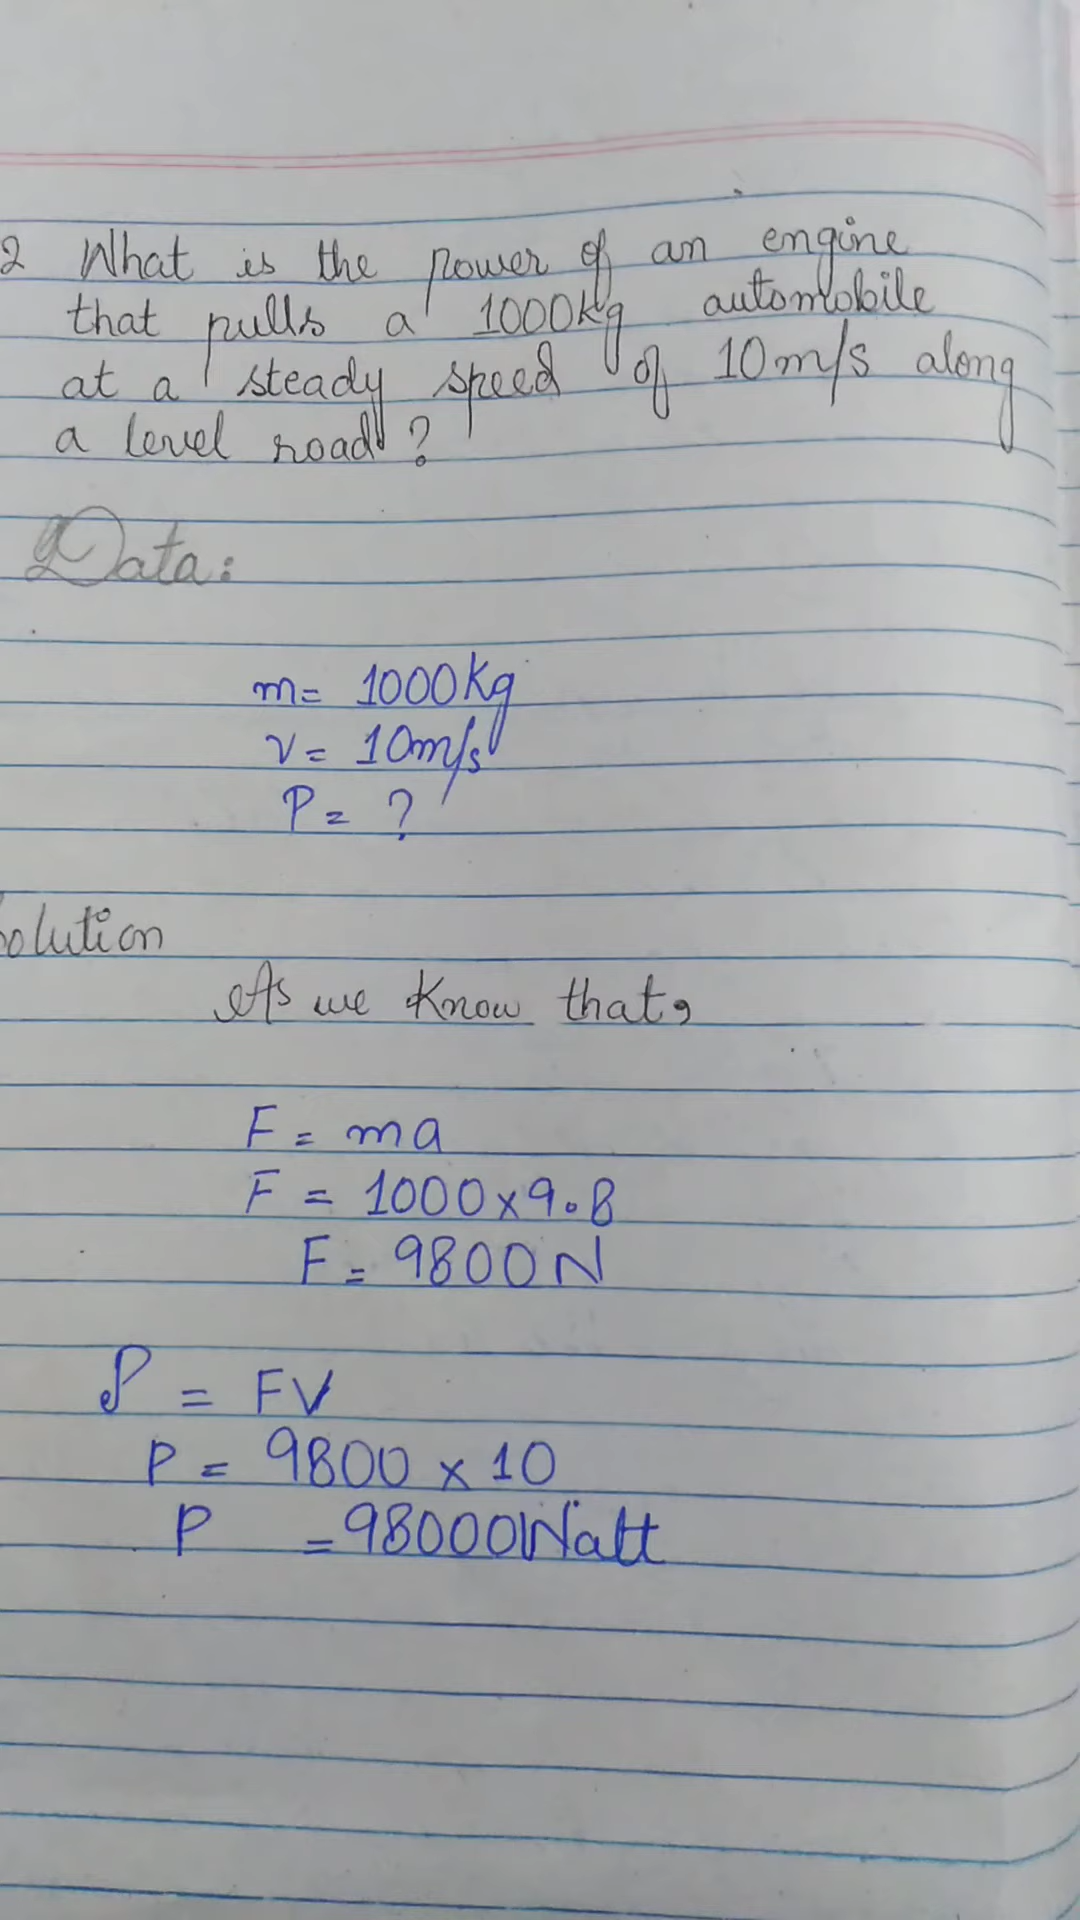 2 What is the power of an engine
that pulls a 1000kg automobile
at a steady speed of 10m/s along
a level road?
Data:
m= 1000kg
v= 10m/s
P= ?
olution
As we know that,
F= ma
F = 1000×9.8
F= 9800N
P = FV
P= 9800 × 10
P =98000Watt